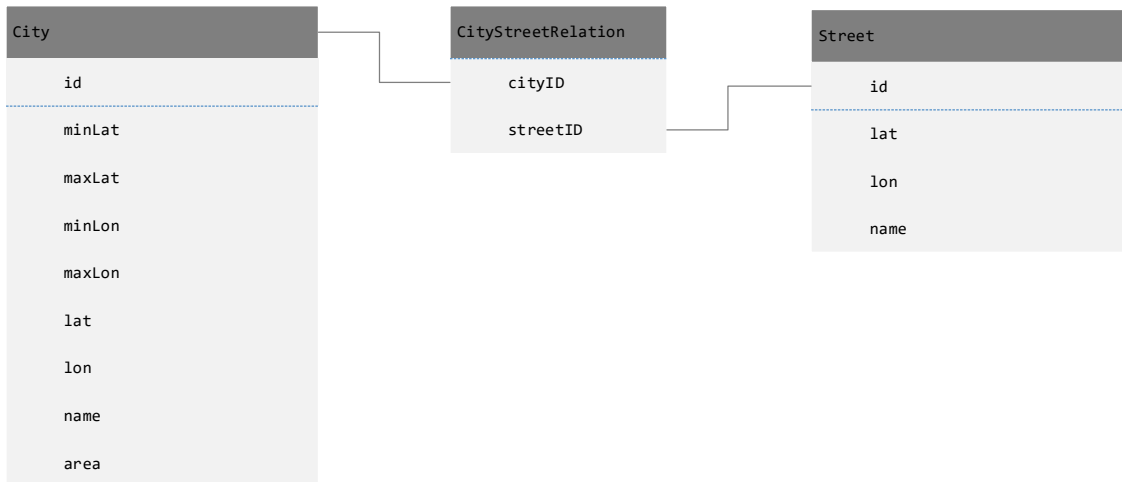 City
id
minLat
maxLat
minLon
maxLon
lat
lon
name
area
CityStreetRelation
cityID
streetID
Street
id
lat
lon
name